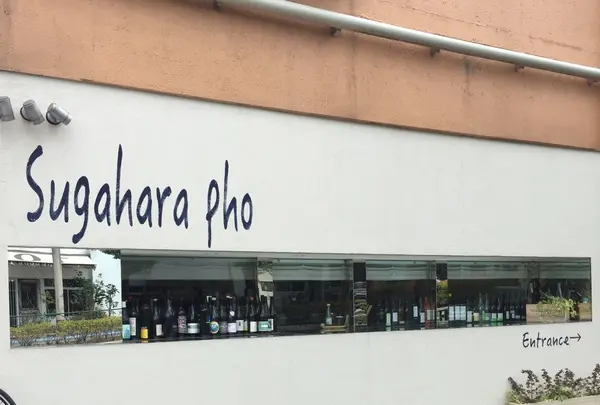 Sugahara pho
Entrance→